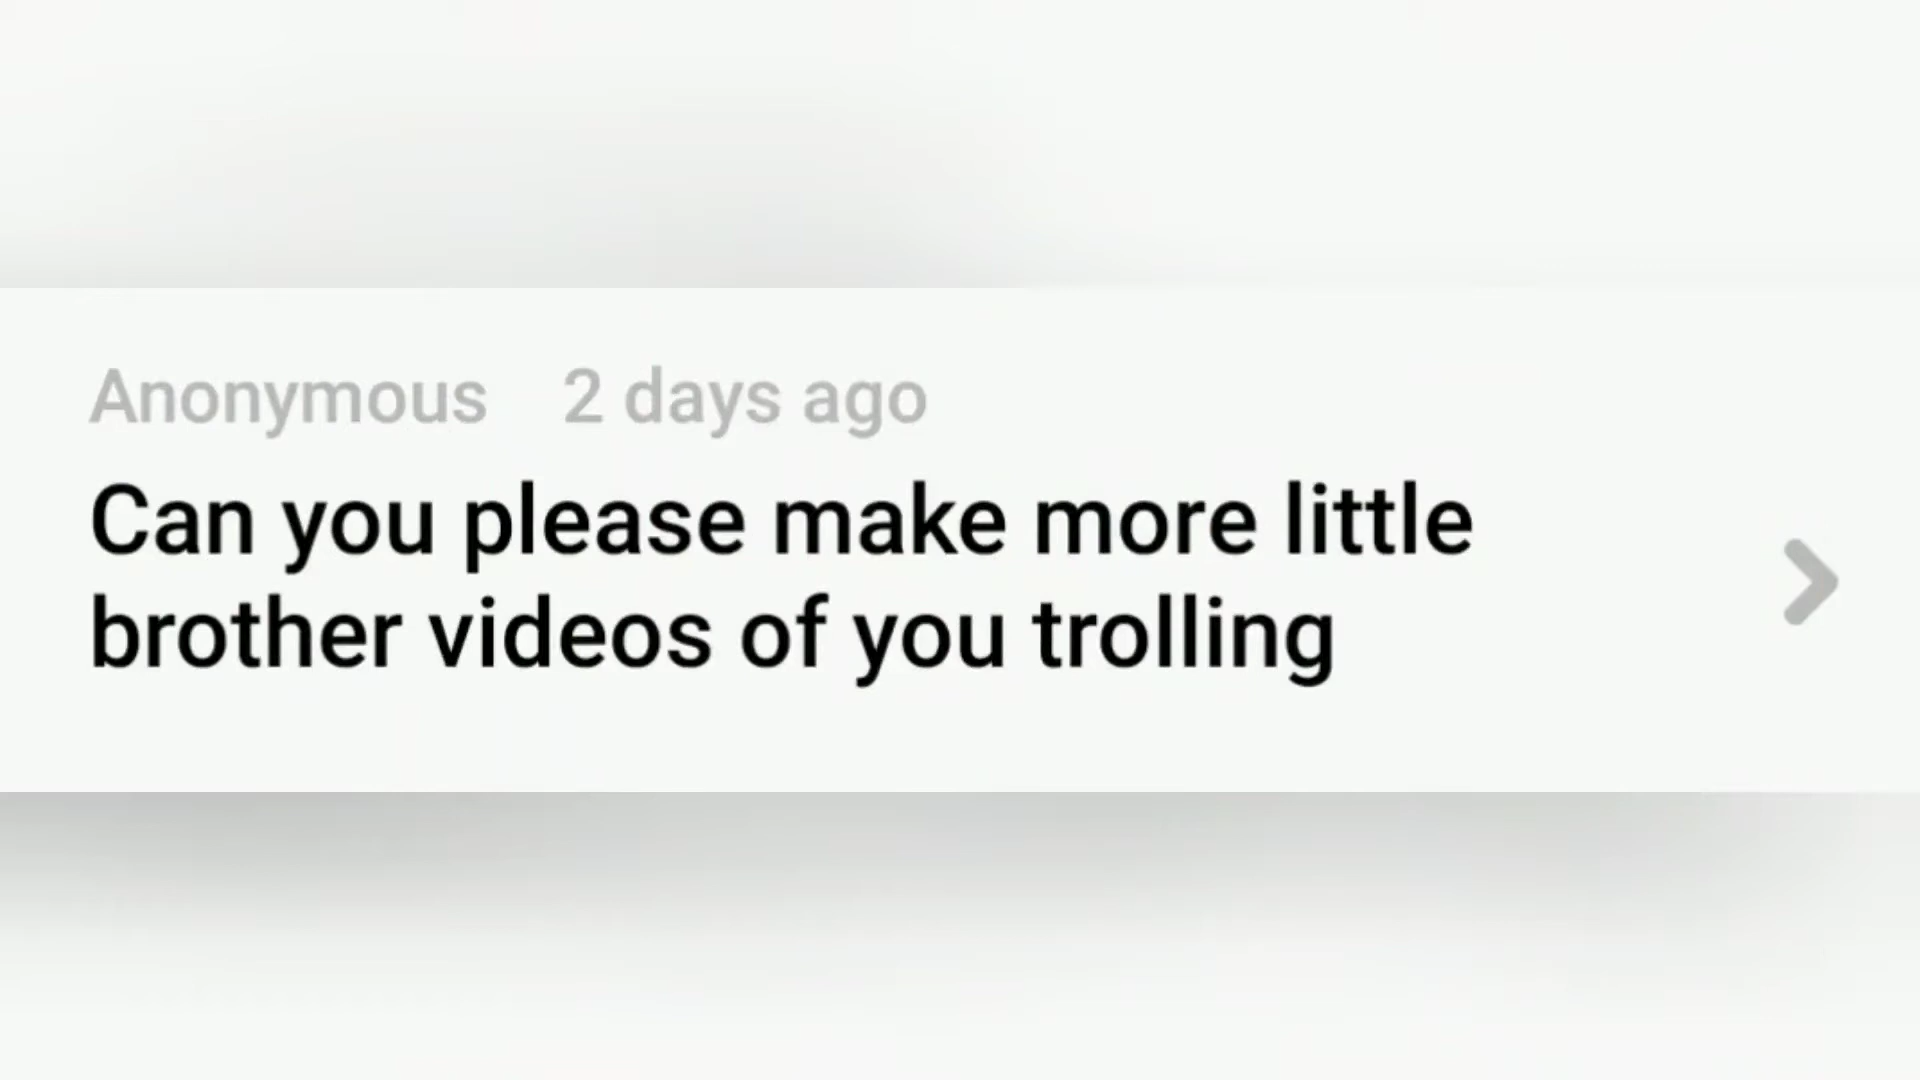 Anonymous 2 days ago
Can you please make more little
brother videos of you trolling